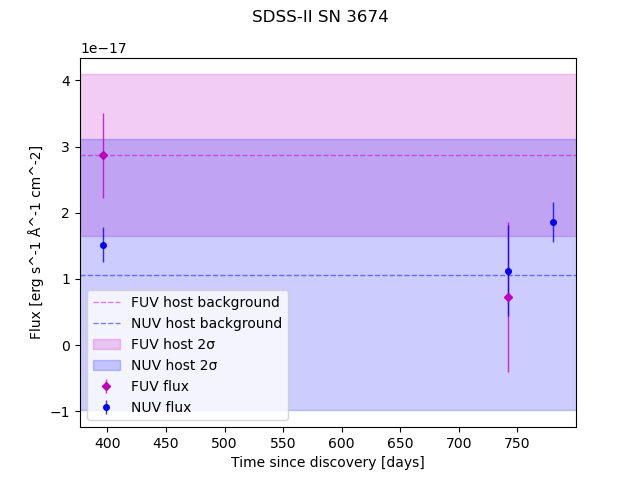 SDSS-II SN 3674
1e−17
4
3
2
1
0
−1
Flux [erg s^-1 Å^-1 cm^-2]
FUV host background
NUV host background
FUV host 2σ
NUV host 2σ
FUV flux
NUV flux
400 450 500 550 600 650 700 750
Time since discovery [days]